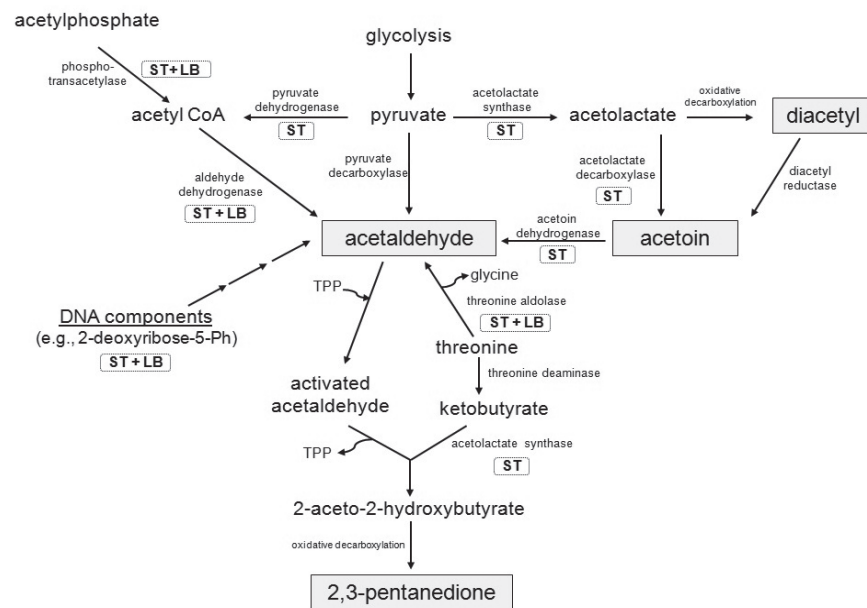 acetylphosphate
glycolysis
phospho-
transacetylase
ST+ LB
pyruvate
dehydrogenase
acetolactate
synthase
oxidative
decarboxylation
acetyl CoA
ST
pyruvate
ST
acetolactate
diacetyl
aldehyde
dehydrogenase
ST + LB
pyruvate
decarboxylase
acetolactate
decarboxylase
ST
diacetyl
reductase
acetaldehyde
acetoin
dehydrogenase
ST
acetoin
TPP
glycine
DNA components
(e.g., 2-deoxyribose-5-Ph)
ST + LB
threonine aldolase
ST + LB
threonine
threonine deaminase
activated
acetaldehyde
ketobutyrate
TPP
acetolactate synthase
ST
2-aceto-2-hydroxybutyrate
oxidative decarboxylation
2,3-pentanedione